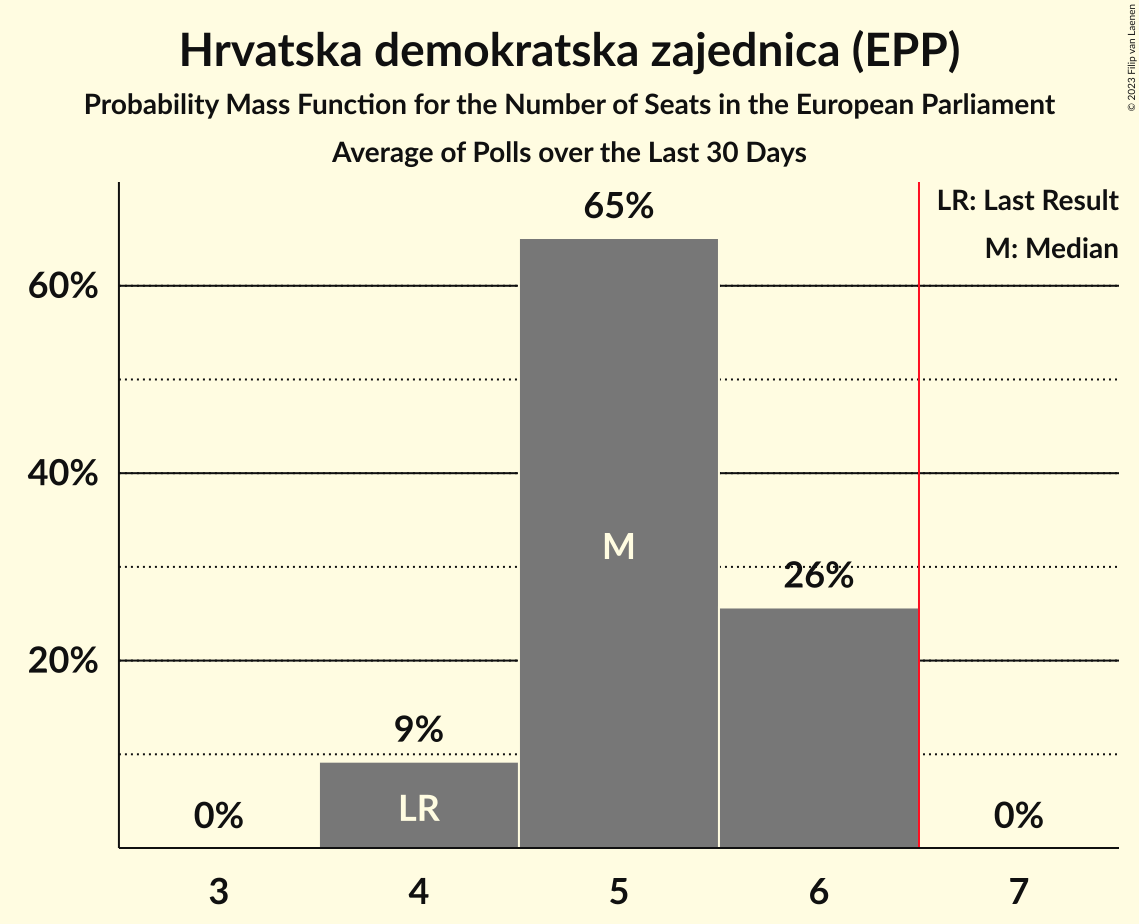 Hrvatska demokratska zajednica (EPP)
Probability Mass Function for the Number of Seats in the European Parliament
Average of Polls over the Last 30 Days
© 2023 Filip van Laenen
LR: Last Result
M: Median
65%
60%
40%
M
26%
20%
9%
LR
0%
0%
3 4 5 6 7